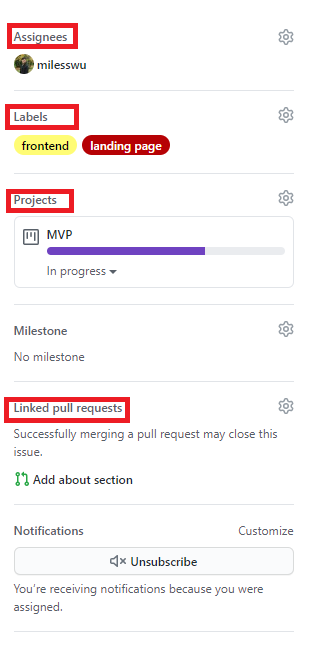 Assignees
milesswu
Labels
frontend landing page
Projects
MVP
In progress
Milestone
No milestone
Linked pull requests
Successfully merging a pull request may close this
issue.
Add about section
Notifications Customize
Unsubscribe
You're receiving notifications because you were
assigned.